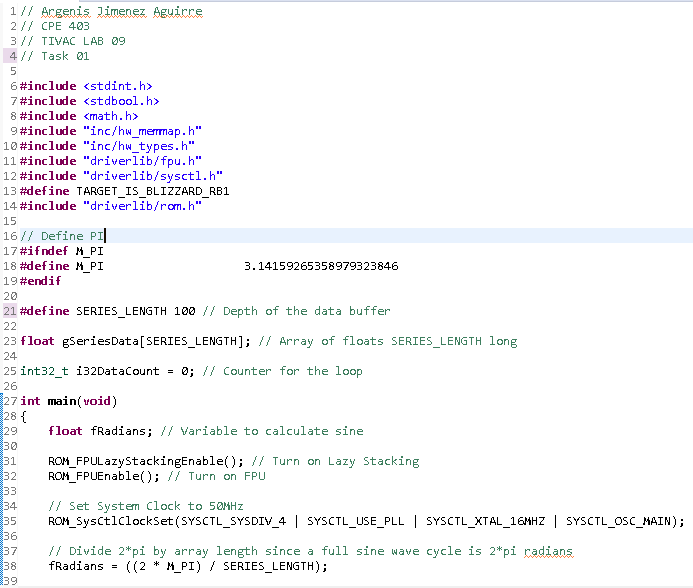 1 // Argenis Jimenez Aguirre
2 // CPE 403
3 // TIVAC LAB 09
4 // Task 01
5
6 #include <stdint.h>
7 #include <stdbool.h>
8 #include <math.h>
9 #include "inc/hw_memmap.h"
10 #include "inc/hw_types.h"
11 #include "driverlib/fpu.h"
12 #include "driverlib/sysctl.h"
13 #define TARGET_IS_BLIZZARD_RB1
14 #include "driverlib/rom.h"
15
16 // Define PI
17 #ifndef M_PI
18 #define M_PI                    3.14159265358979323846
19 #endif
20
21 #define SERIES_LENGTH 100 // Depth of the data buffer
22
23 float gSeriesData[SERIES_LENGTH]; // Array of floats SERIES_LENGTH long
24
25 int32_t i32DataCount = 0; // Counter for the loop
26
27 int main(void)
28 {
29     float fRadians; // Variable to calculate sine
30
31     ROM_FPULazyStackingEnable(); // Turn on Lazy Stacking
32     ROM_FPUEnable(); // Turn on FPU
33
34     // Set System Clock to 50MHz
35     ROM_SysCtlClockSet(SYSCTL_SYSDIV_4 | SYSCTL_USE_PLL | SYSCTL_XTAL_16MHZ | SYSCTL_OSC_MAIN);
36
37     // Divide 2*pi by array length since a full sine wave cycle is 2*pi radians
38     fRadians = ((2 * M_PI) / SERIES_LENGTH);
39